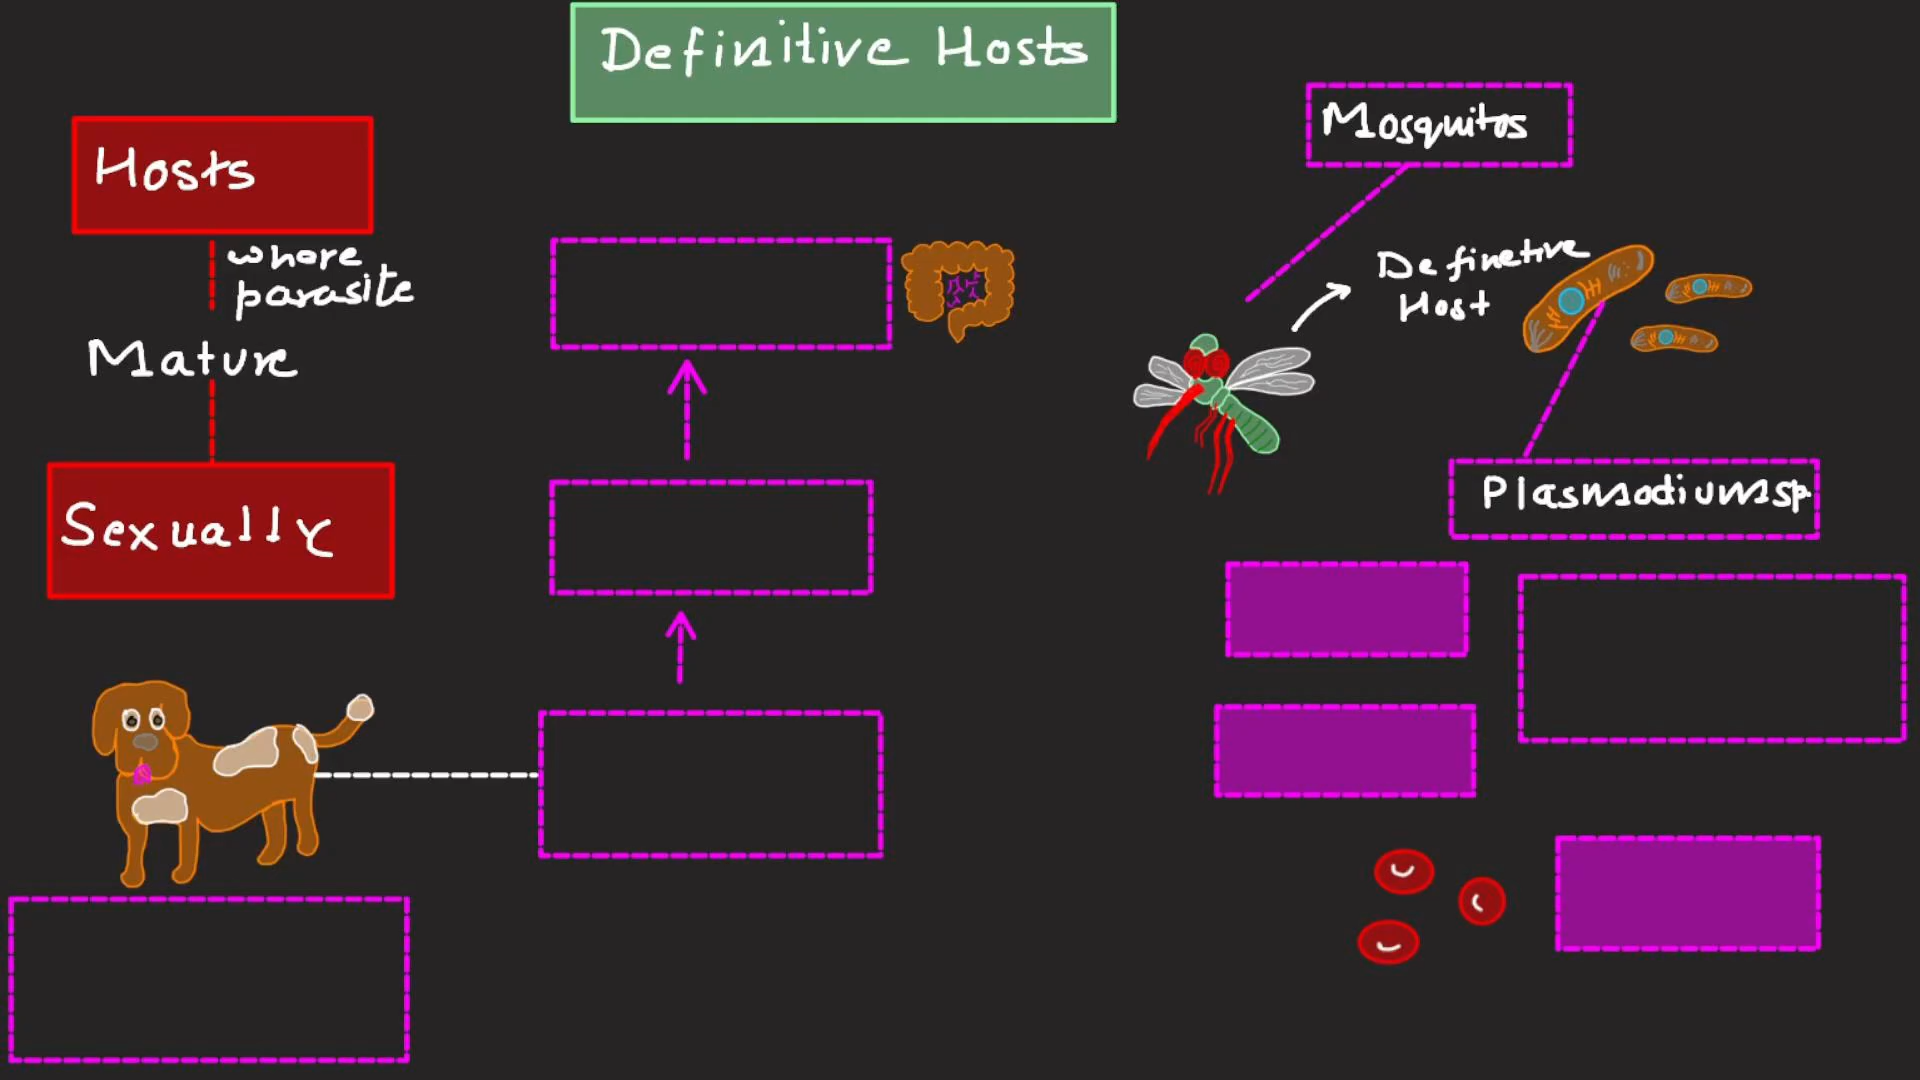 Definitive Hosts
Hosts
where
parasite
Mature
Sexually
Mosquitos
Definetive
Host
Plasmodium sp.